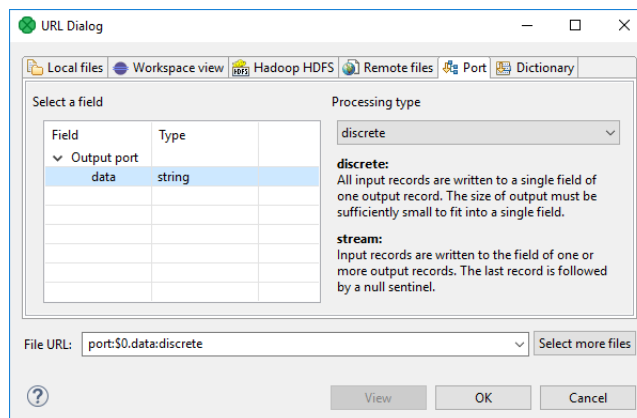 URL Dialog
Local files Workspace view HDFS Hadoop HDFS Remote files Port Dictionary
Select a field
Processing type
Field Type
discrete
Output port
data string
discrete:
All input records are written to a single field of
one output record. The size of output must be
sufficiently small to fit into a single field.
stream:
Input records are written to the field of one or
more output records. The last record is followed
by a null sentinel.
File URL: port:$0.data:discrete Select more files
? View OK Cancel